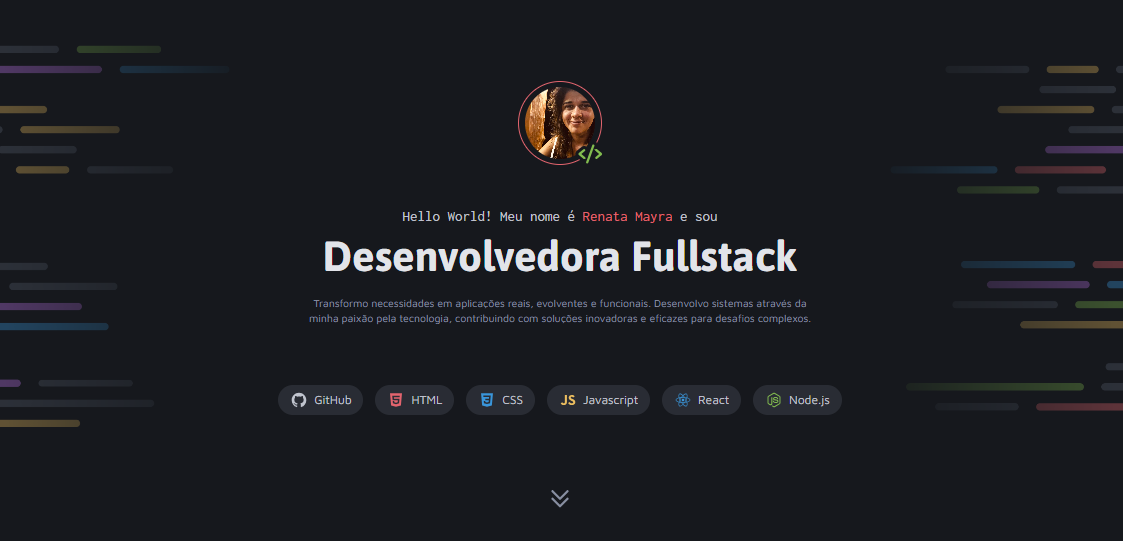 </>
Hello World! Meu nome é Renata Mayra e sou
Desenvolvedora Fullstack
Transformo necessidades em aplicações reais, evolventes e funcionais. Desenvolvo sistemas através da
minha paixão pela tecnologia, contribuindo com soluções inovadoras e eficazes para desafios complexos.
GitHub HTML CSS JS Javascript React Node.js